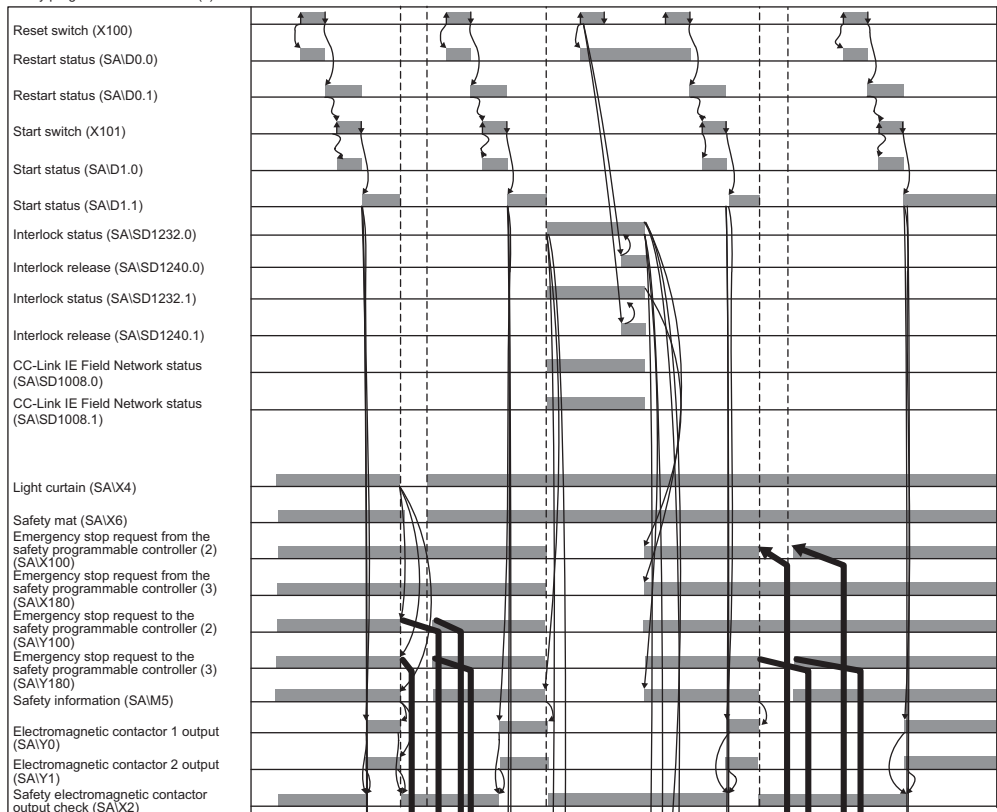 Reset switch (X100)
Restart status (SA\D0.0)
Restart status (SA\D0.1)
Start switch (X101)
Start status (SA\D1.0)
Start status (SA\D1.1)
Interlock status (SA\SD1232.0)
Interlock release (SA\SD1240.0)
Interlock status (SA\SD1232.1)
Interlock release (SA\SD1240.1)
CC-Link IE Field Network status
(SA\SD1008.0)
CC-Link IE Field Network status
(SA\SD1008.1)
Light curtain (SA\X4)
Safety mat (SA\X6)
Emergency stop request from the
safety programmable controller (2)
(SA\X100)
Emergency stop request from the
safety programmable controller (3)
(SA\X180)
Emergency stop request to the
safety programmable controller (2)
(SA\Y100)
Emergency stop request to the
safety programmable controller (3)
(SA\Y180)
Safety information (SA\M5)
Electromagnetic contactor 1 output
(SA\Y0)
Electromagnetic contactor 2 output
(SA\Y1)
Safety electromagnetic contactor
output check (SA\X2)